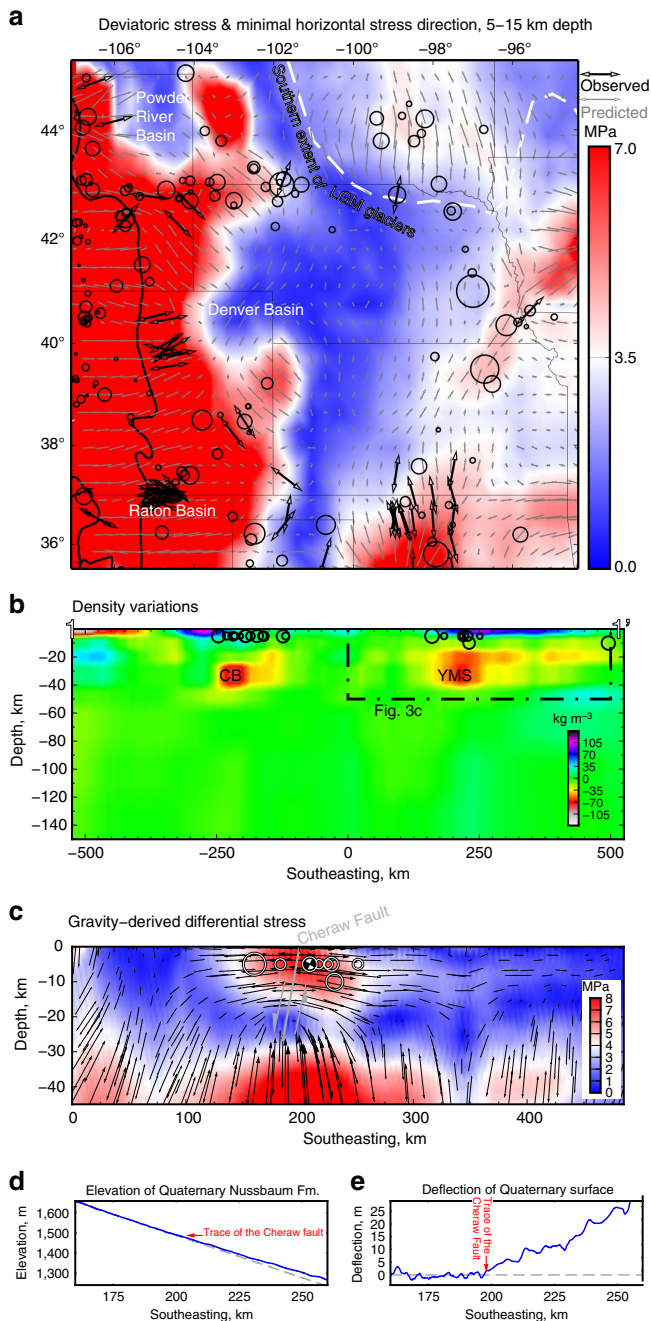 a
Deviatoric stress & minimal horizontal stress direction, 5–15 km depth
−106° −104° −102° −100° −98° −96°
Observed
Predicted
MPa
7.0
3.5
0.0
44°
42°
40°
38°
36°
Powder
River
Basin
Southern extent of LGM glaciers
Denver Basin
Raton Basin
b
Density variations
−20
−40
−60
−80
−100
−120
−140
Depth, km
CB
YMS
Fig. 3c
kg m⁻³
105
70
35
0
−35
−70
−105
−500 −250 0 250 500
Southeasting, km
c
Gravity–derived differential stress
Cheraw Fault
0
−10
−20
−30
−40
Depth, km
MPa
8
7
6
5
4
3
2
1
0
0 100 200 300 400
Southeasting, km
d
Elevation of Quaternary Nussbaum Fm.
1,600
1,500
1,400
1,300
Elevation, m
Trace of the Cheraw fault
175 200 225 250
Southeasting, km
e
Deflection of Quaternary surface
25
20
15
10
5
0
Deflection, m
Trace of the
Cheraw Fault
175 200 225 250
Southeasting, km